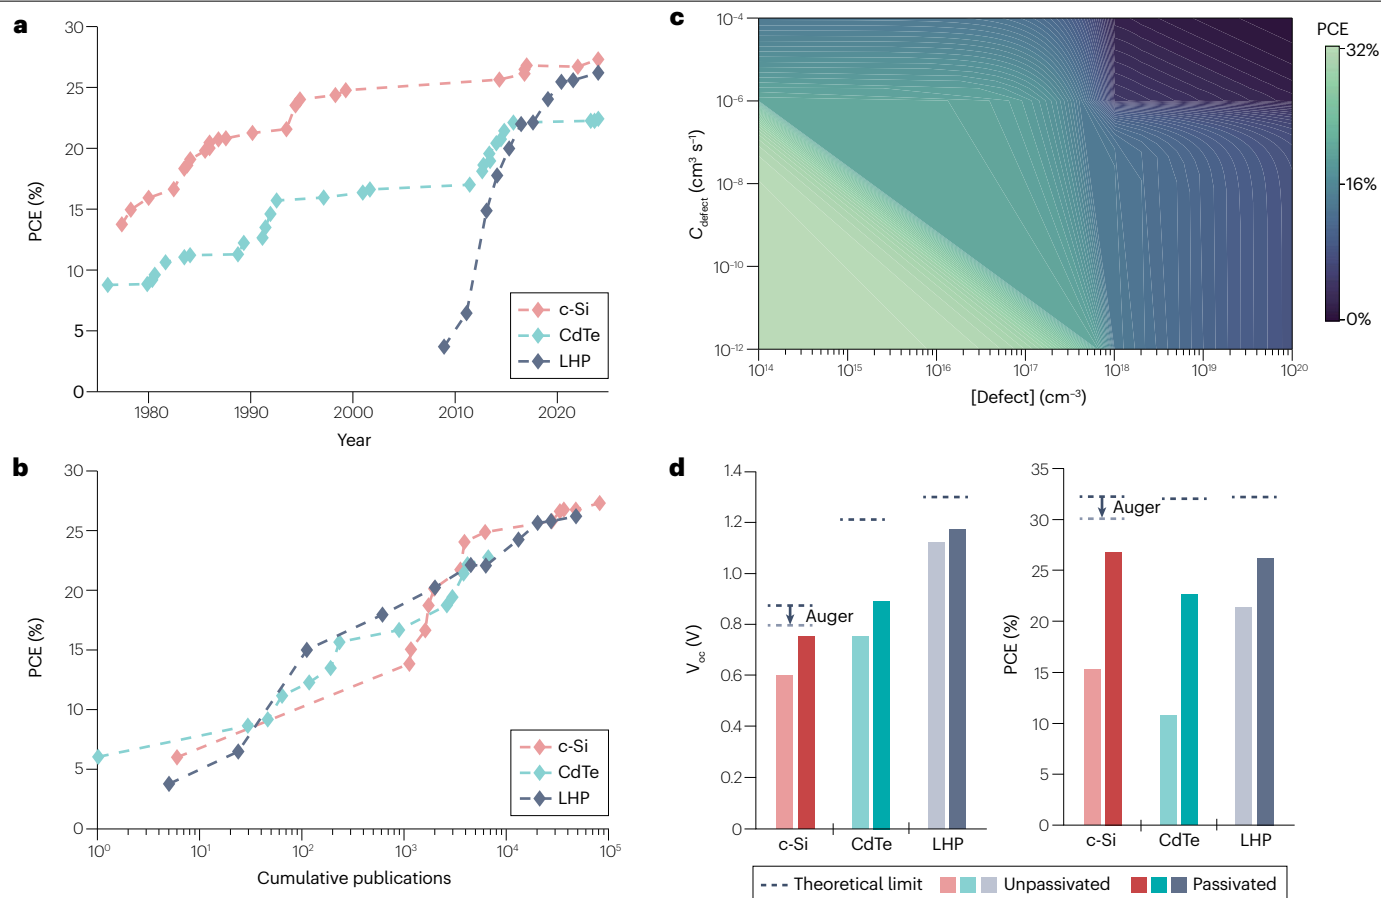 a
30
25
20
15
10
5
0
PCE (%)
1980
1990
2000
2010
2020
Year
c-Si
CdTe
LHP
b
30
25
20
15
10
5
0
PCE (%)
10⁰
10¹
10²
10³
10⁴
10⁵
Cumulative publications
c-Si
CdTe
LHP
c
10⁻⁴
10⁻⁶
10⁻⁸
10⁻¹⁰
10⁻¹²
C defect (cm³ s⁻¹)
10¹⁴
10¹⁵
10¹⁶
10¹⁷
10¹⁸
10¹⁹
10²⁰
[Defect] (cm⁻³)
PCE
32%
16%
0%
d
1.4
1.2
1.0
0.8
0.6
0.4
0.2
0
V oc (V)
Auger
c-Si
CdTe
LHP
35
30
25
20
15
10
5
0
PCE (%)
Auger
c-Si
CdTe
LHP
Theoretical limit
Unpassivated
Passivated